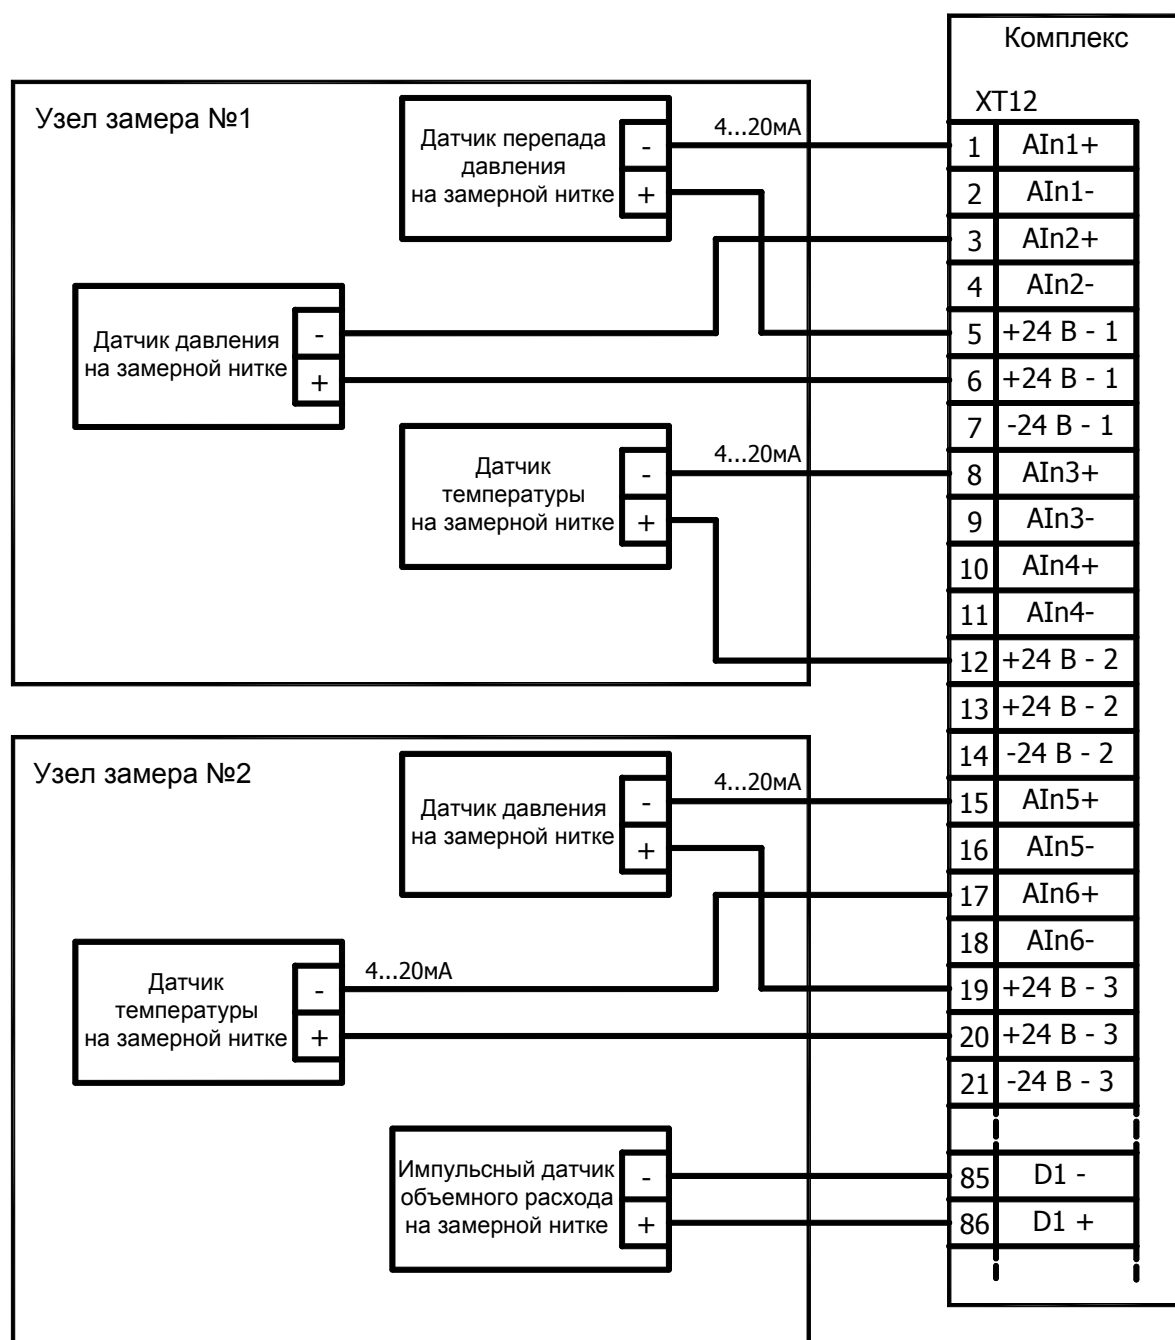 Комплекс
XT12
Узел замера №1
Датчик перепада
давления
на замерной нитке
-
+
4...20мА
Датчик давления
на замерной нитке
-
+
Датчик
температуры
на замерной нитке
-
+
4...20мА
1 AIn1+
2 AIn1-
3 AIn2+
4 AIn2-
5 +24 В - 1
6 +24 В - 1
7 -24 В - 1
8 AIn3+
9 AIn3-
10 AIn4+
11 AIn4-
12 +24 В - 2
13 +24 В - 2
14 -24 В - 2
15 AIn5+
16 AIn5-
17 AIn6+
18 AIn6-
19 +24 В - 3
20 +24 В - 3
21 -24 В - 3
85 D1 -
86 D1 +
Узел замера №2
Датчик давления
на замерной нитке
-
+
4...20мА
Датчик
температуры
на замерной нитке
-
+
4...20мА
Импульсный датчик
объемного расхода
на замерной нитке
-
+